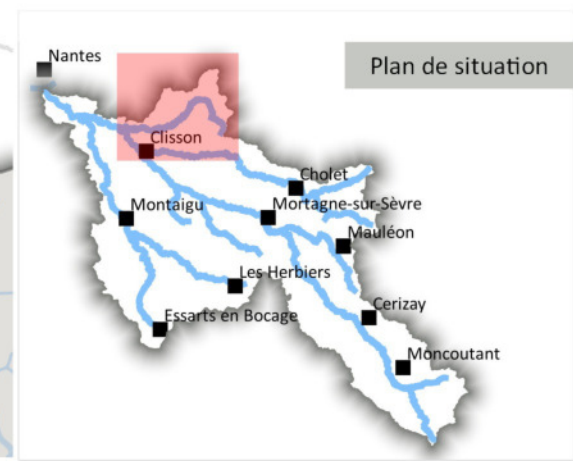 Nantes
Plan de situation
Clisson
Cholet
Montaigu
Mortagne-sur-Sèvre
Mauléon
Les Herbiers
Essarts en Bocage
Cerizay
Moncoutant